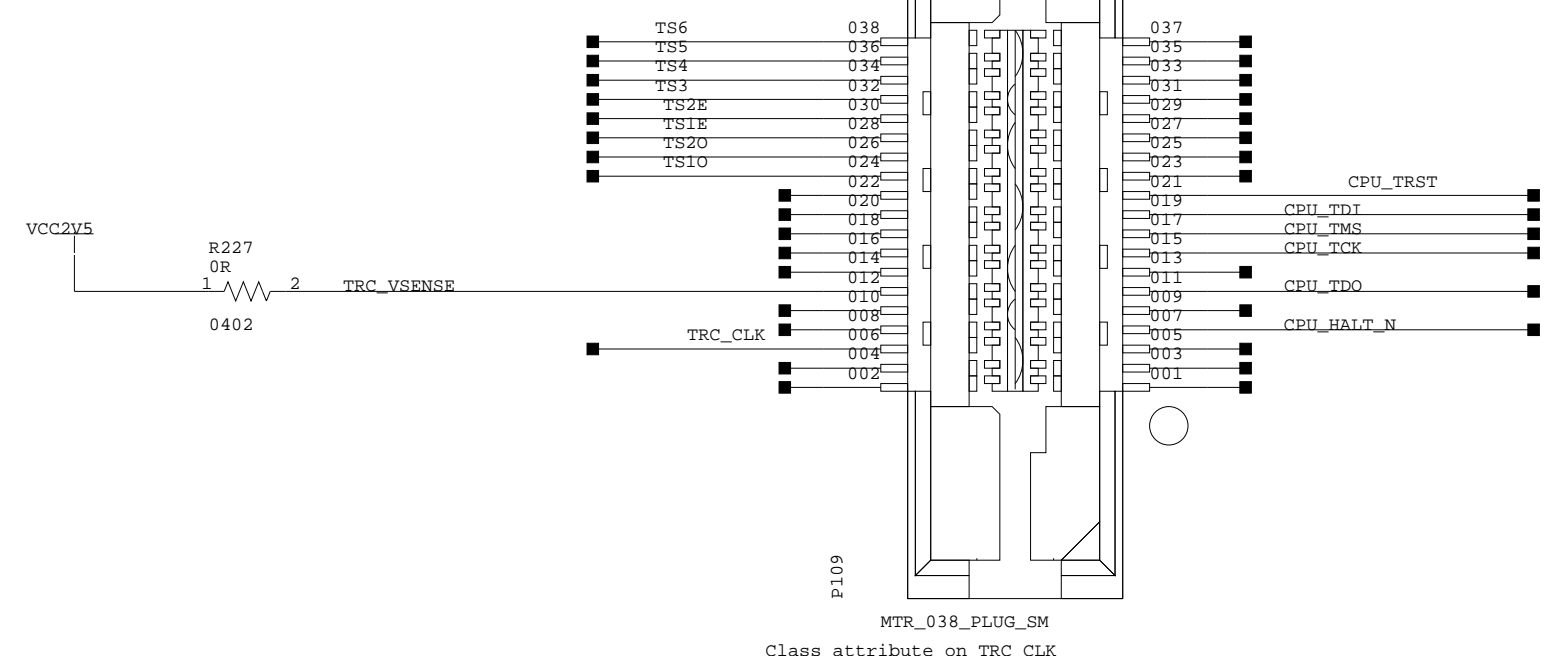 TS6 038 037
TS5 036 035
TS4 034 033
TS3 032 031
TS2E 030 029
TS1E 028 027
TS2O 026 025
TS1O 024 023
022 021 CPU_TRST
020 019 CPU_TDI
VCC2V5 018 017 CPU_TMS
R227 016 015 CPU_TCK
0R 014 013
1 2 TRC_VSENSE 012 011 CPU_TDO
010 009
0402 008 007 CPU_HALT_N
TRC_CLK 006 005
004 003
002 001
P109
MTR_038_PLUG_SM
Class attribute on TRC_CLK